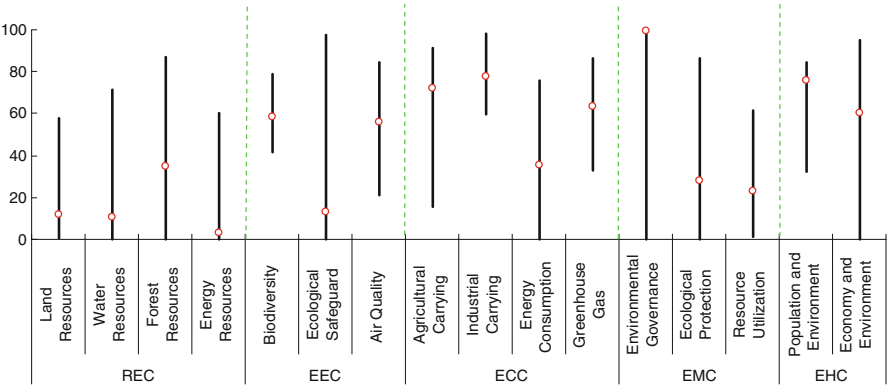 100
80
60
40
20
0
Land
Resources
Water
Resources
Forest
Resources
Energy
Resources
Biodiversity
Ecological
Safeguard
Air Quality
Agricultural
Carrying
Industrial
Carrying
Energy
Consumption
Greenhouse
Gas
Environmental
Governance
Ecological
Protection
Resource
Utilization
Population and
Environment
Economy and
Environment
REC
EEC
ECC
EMC
EHC